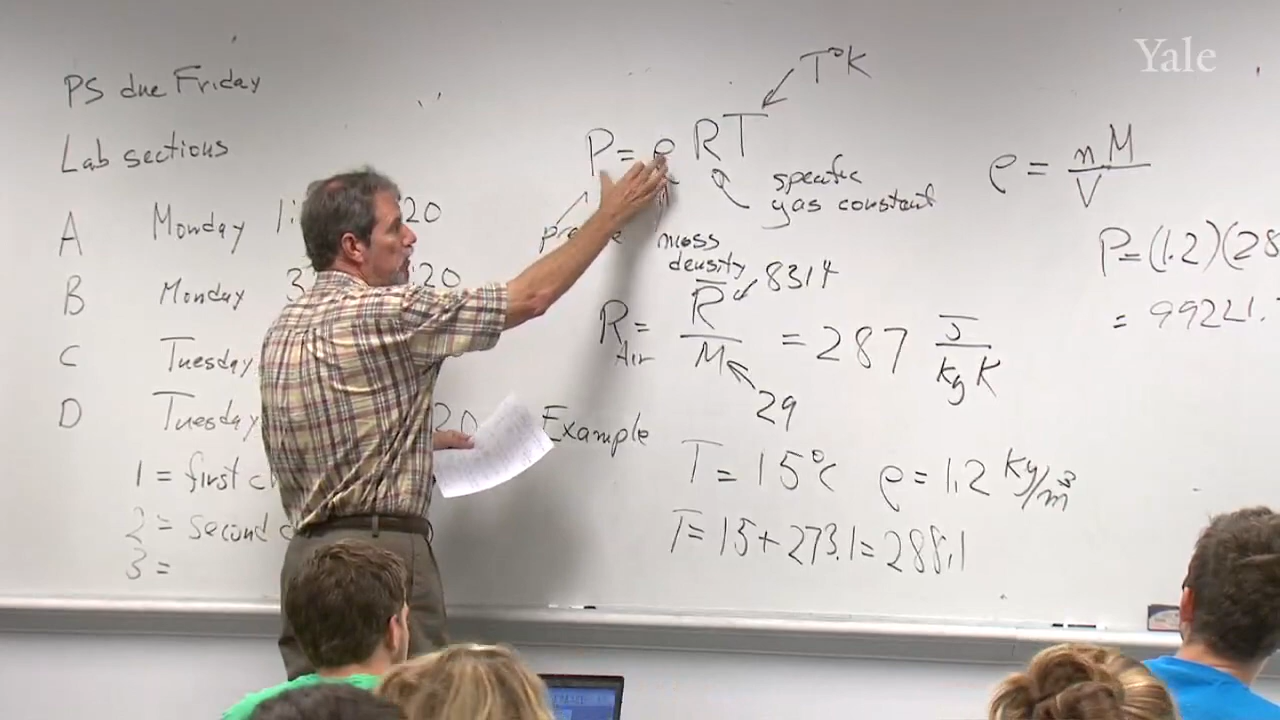 Yale
PS due Friday
Lab sections
A Monday 20
B Monday 3 20
C Tuesday
D Tuesday 20
1 = first
2 = second
3 =
T°K
P = ρ R T
specific
gas constant
mass
density
R Air = R̅ / M = 287 J / kg K
8314
29
Example
T = 15°C ρ = 1.2 kg/m³
T = 15 + 273.1 = 288.1
ρ = nM / V
P = (1.2)(28
= 99221.